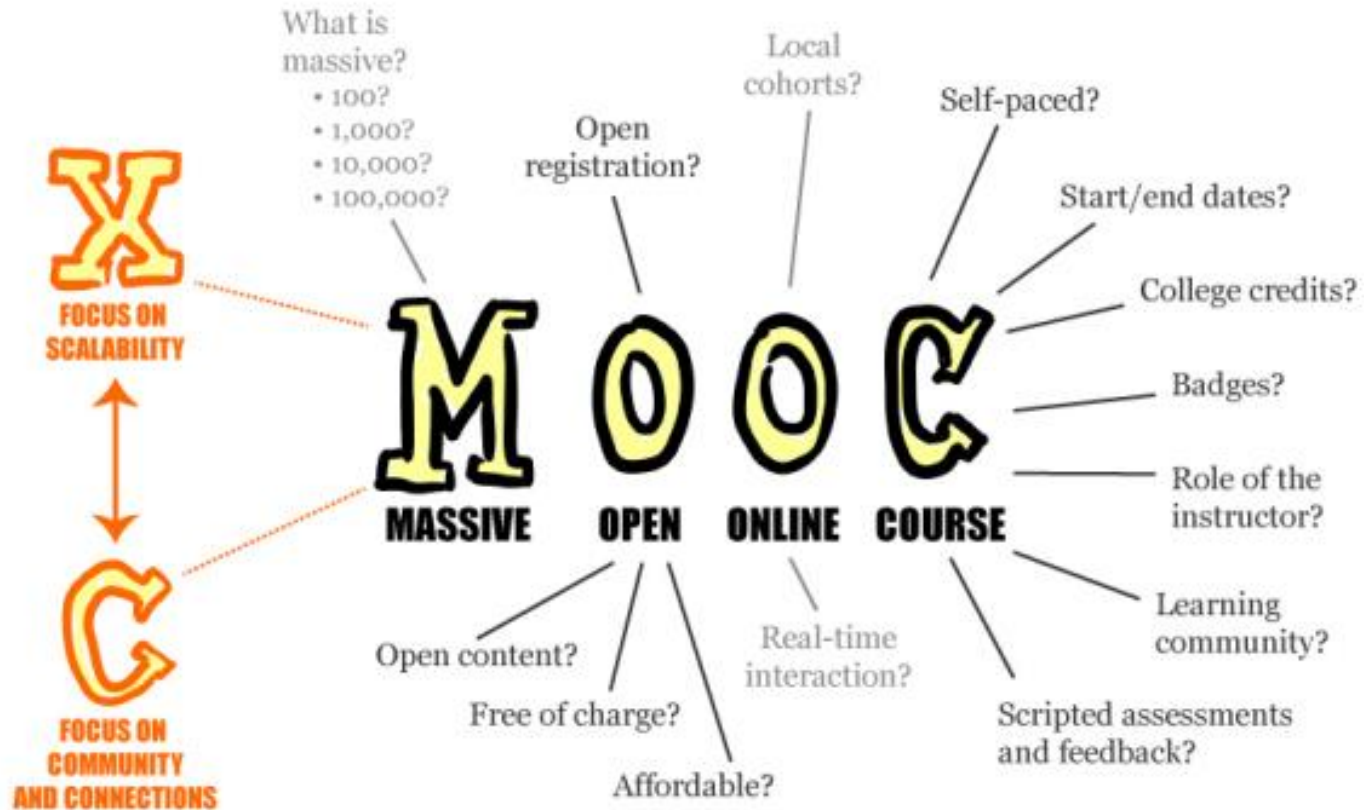 What is
massive?
• 100?
• 1,000?
• 10,000?
• 100,000?
Local
cohorts?
Self-paced?
Open
registration?
Start/end dates?
College credits?
Badges?
Role of the
instructor?
Learning
community?
Scripted assessments
and feedback?
X
FOCUS ON
SCALABILITY
C
FOCUS ON
COMMUNITY
AND CONNECTIONS
MOOC
MASSIVE OPEN ONLINE COURSE
Open content?
Free of charge?
Affordable?
Real-time
interaction?